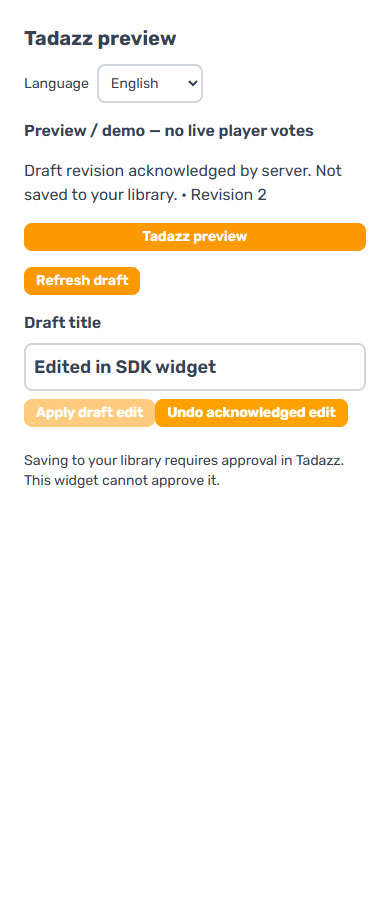 Tadazz preview
Language English
Preview / demo — no live player votes
Draft revision acknowledged by server. Not
saved to your library. • Revision 2
Tadazz preview
Refresh draft
Draft title
Edited in SDK widget
Apply draft edit Undo acknowledged edit
Saving to your library requires approval in Tadazz.
This widget cannot approve it.